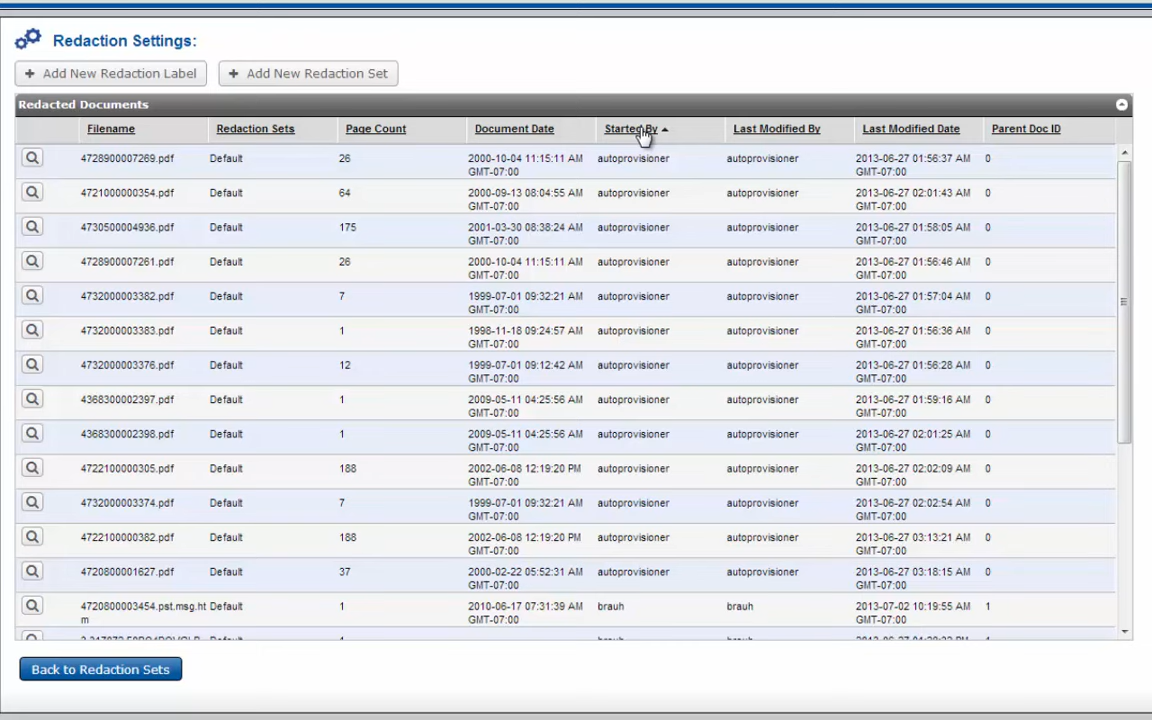 Redaction Settings:
+ Add New Redaction Label + Add New Redaction Set
Redacted Documents
Filename Redaction Sets Page Count Document Date Started By Last Modified By Last Modified Date Parent Doc ID
4728900007269.pdf Default 26 2000-10-04 11:15:11 AM autoprovisioner autoprovisioner 2013-06-27 01:56:37 AM 0
GMT-07:00 GMT-07:00
4721000000354.pdf Default 64 2000-09-13 08:04:55 AM autoprovisioner autoprovisioner 2013-06-27 02:01:43 AM 0
GMT-07:00 GMT-07:00
4730500004936.pdf Default 175 2001-03-30 08:38:24 AM autoprovisioner autoprovisioner 2013-06-27 01:58:05 AM 0
GMT-07:00 GMT-07:00
4728900007261.pdf Default 26 2000-10-04 11:15:11 AM autoprovisioner autoprovisioner 2013-06-27 01:56:46 AM 0
GMT-07:00 GMT-07:00
4732000003382.pdf Default 7 1999-07-01 09:32:21 AM autoprovisioner autoprovisioner 2013-06-27 01:57:04 AM 0
GMT-07:00 GMT-07:00
4732000003383.pdf Default 1 1998-11-18 09:24:57 AM autoprovisioner autoprovisioner 2013-06-27 01:56:36 AM 0
GMT-07:00 GMT-07:00
4732000003376.pdf Default 12 1999-07-01 09:12:42 AM autoprovisioner autoprovisioner 2013-06-27 01:56:28 AM 0
GMT-07:00 GMT-07:00
4368300002397.pdf Default 1 2009-05-11 04:25:56 AM autoprovisioner autoprovisioner 2013-06-27 01:59:16 AM 0
GMT-07:00 GMT-07:00
4368300002398.pdf Default 1 2009-05-11 04:25:56 AM autoprovisioner autoprovisioner 2013-06-27 02:01:25 AM 0
GMT-07:00 GMT-07:00
4722100000305.pdf Default 188 2002-06-08 12:19:20 PM autoprovisioner autoprovisioner 2013-06-27 02:02:09 AM 0
GMT-07:00 GMT-07:00
4732000003374.pdf Default 7 1999-07-01 09:32:21 AM autoprovisioner autoprovisioner 2013-06-27 02:02:54 AM 0
GMT-07:00 GMT-07:00
4722100000382.pdf Default 188 2002-06-08 12:19:20 PM autoprovisioner autoprovisioner 2013-06-27 03:13:21 AM 0
GMT-07:00 GMT-07:00
4720800001627.pdf Default 37 2000-02-22 05:52:31 AM autoprovisioner autoprovisioner 2013-06-27 03:18:15 AM 0
GMT-07:00 GMT-07:00
4720800003454.pst.msg.ht Default 1 2010-06-17 07:31:39 AM brauh brauh 2013-07-02 10:19:55 AM 1
m GMT-07:00 GMT-07:00
Back to Redaction Sets